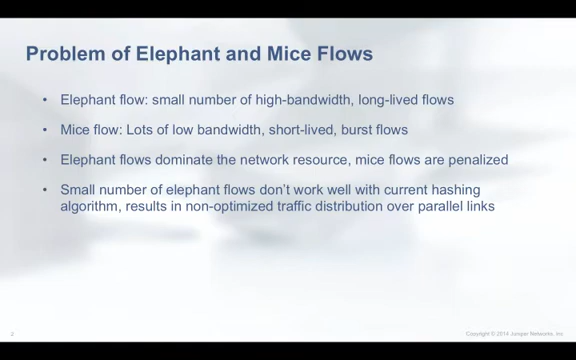 Problem of Elephant and Mice Flows
• Elephant flow: small number of high-bandwidth, long-lived flows
• Mice flow: Lots of low bandwidth, short-lived, burst flows
• Elephant flows dominate the network resource, mice flows are penalized
• Small number of elephant flows don't work well with current hashing
algorithm, results in non-optimized traffic distribution over parallel links
2
Copyright © 2014 Juniper Networks, Inc.